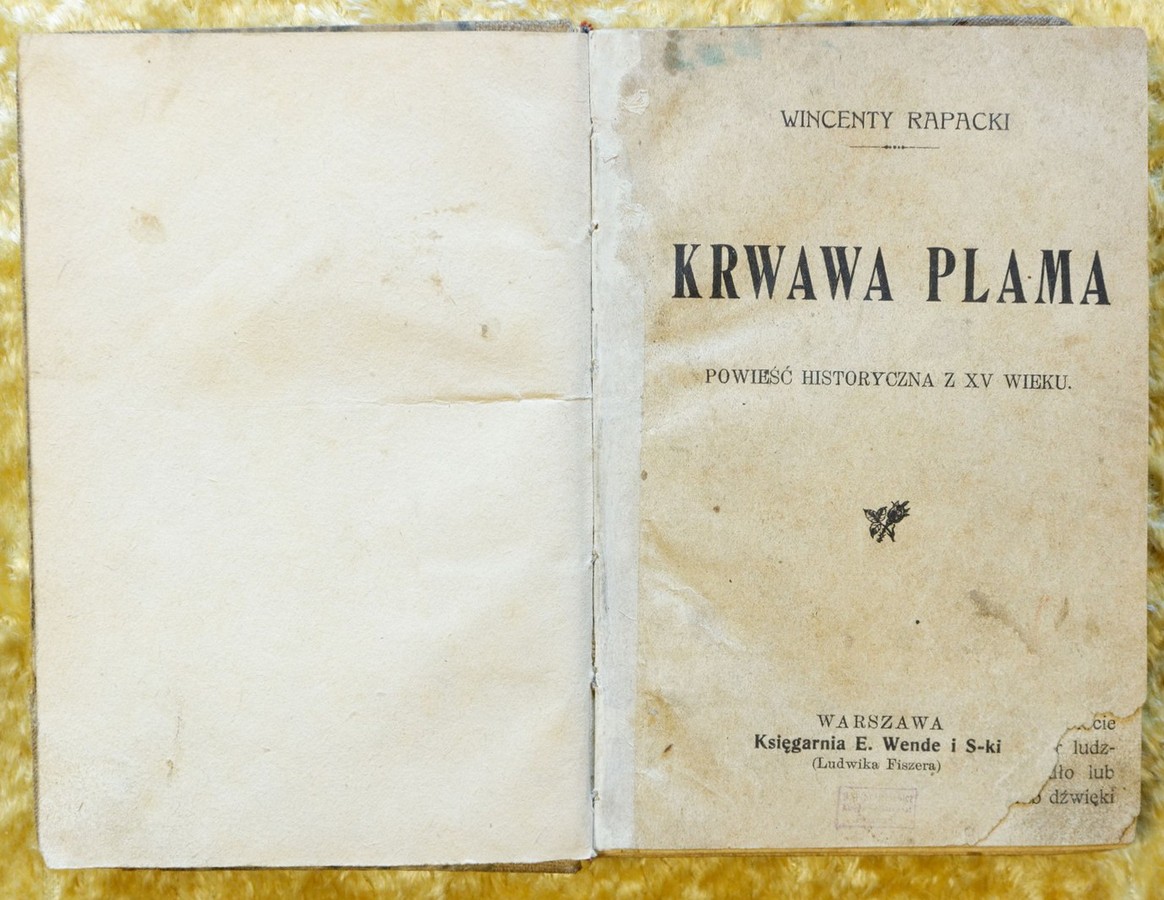 WINCENTY RAPACKI
KRWAWA PLAMA
POWIEŚĆ HISTORYCZNA Z XV WIEKU.
WARSZAWA
Księgarnia E. Wende i S-ki
(Ludwika Fiszera)
cie
ludz-
lub
dźwięki